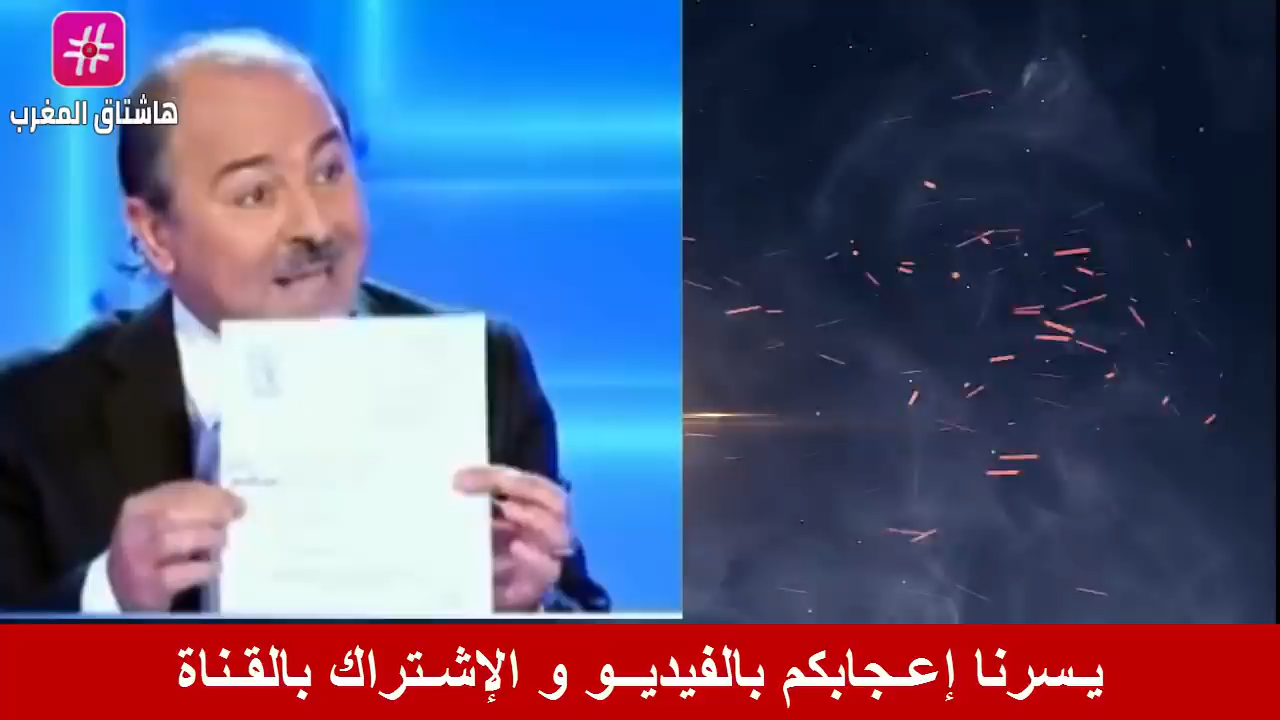 هاشتاق المغرب
يسرنا إعجابكم بالفيديو و الإشتراك بالقناة